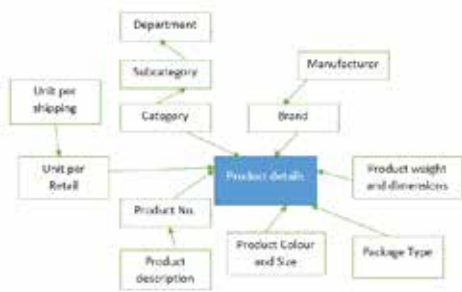 Department
Manufacturer
Subcategory
Unit per
shipping
Category
Brand
Unit per
Retail
Product details
Product weight
and dimensions
Product No.
Product Colour
and Size
Package Type
Product
description